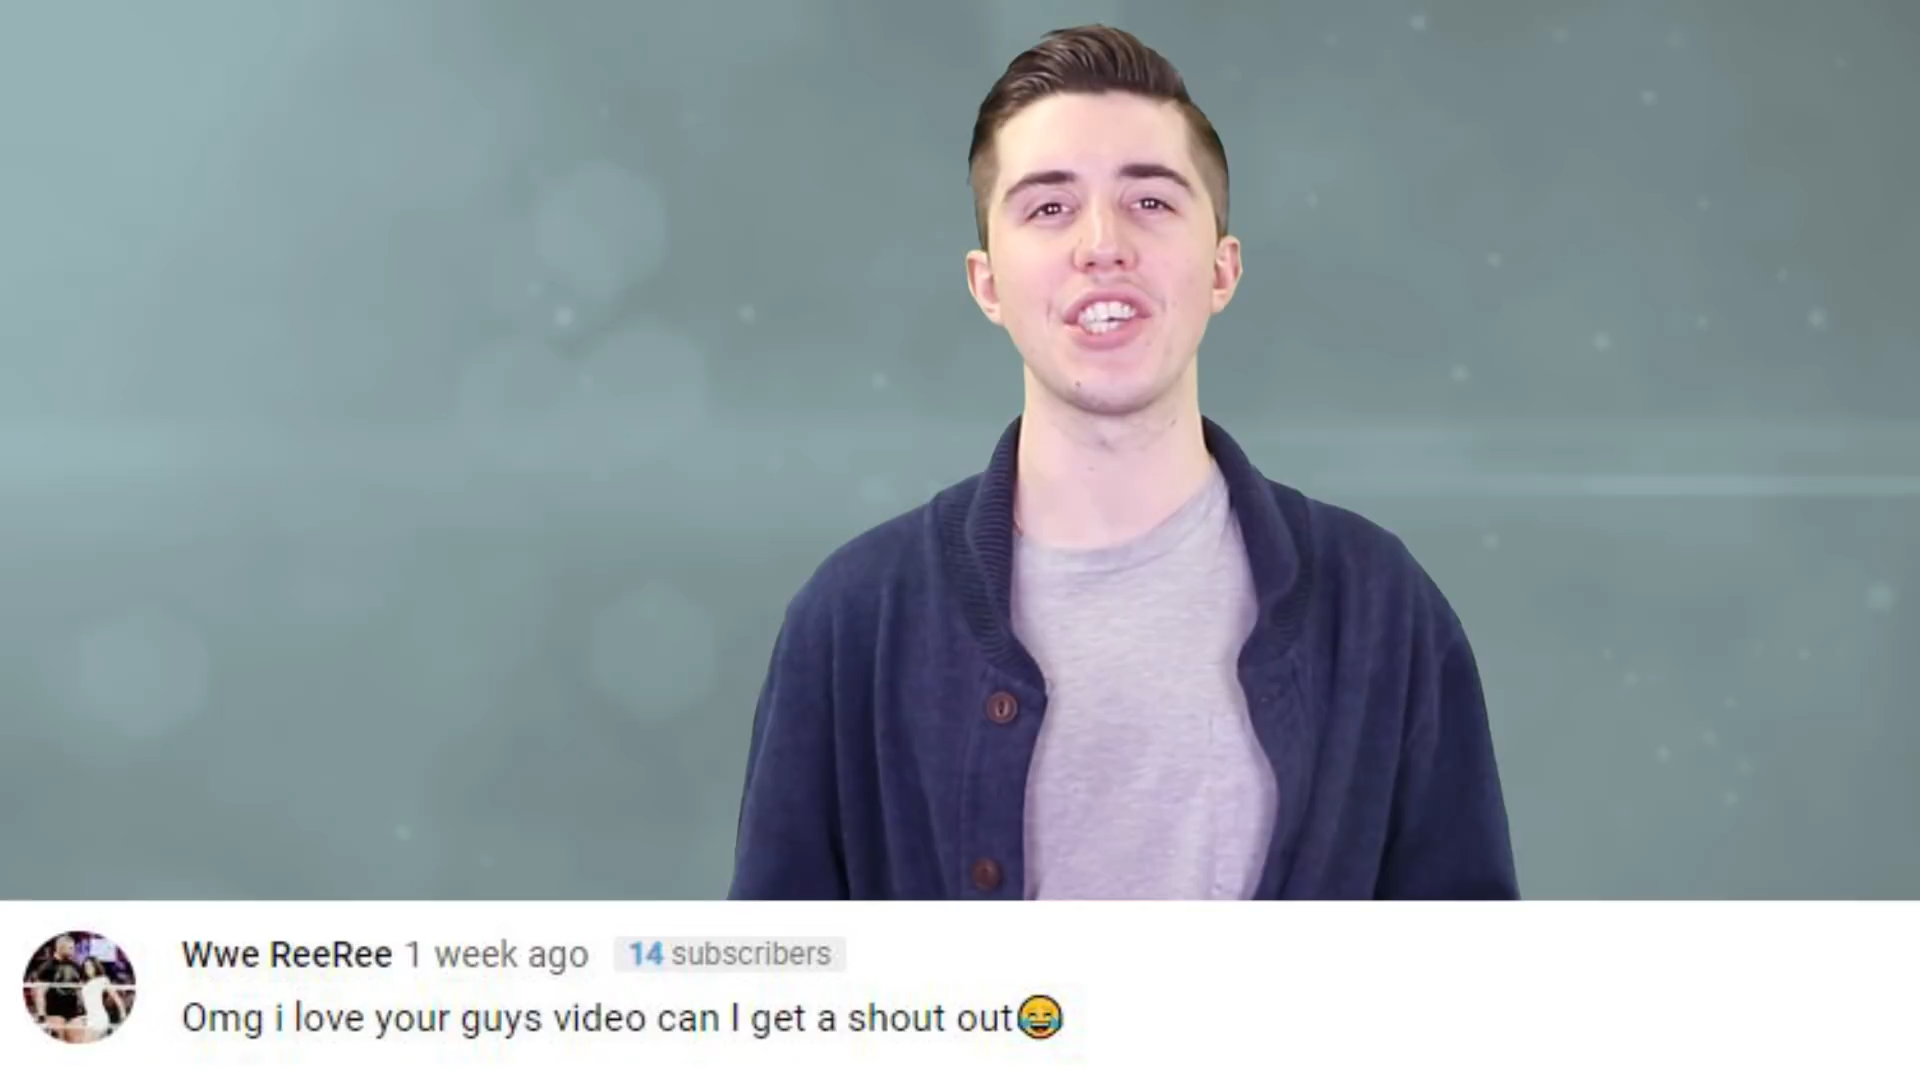 Wwe ReeRee 1 week ago 14 subscribers
Omg i love your guys video can I get a shout out😂